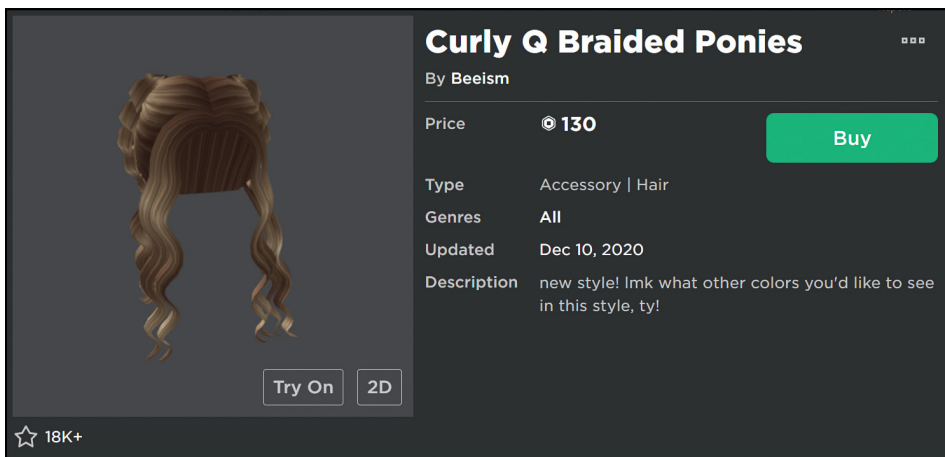 Curly Q Braided Ponies
By Beeism
Price 130
Buy
Type Accessory | Hair
Genres All
Updated Dec 10, 2020
Description new style! lmk what other colors you'd like to see
in this style, ty!
Try On 2D
18K+